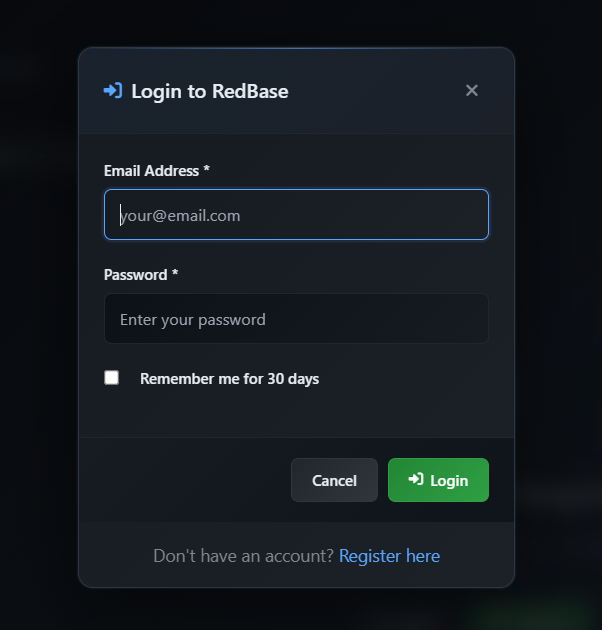 Login to RedBase
Email Address *
your@email.com
Password *
Enter your password
Remember me for 30 days
Cancel
Login
Don't have an account? Register here